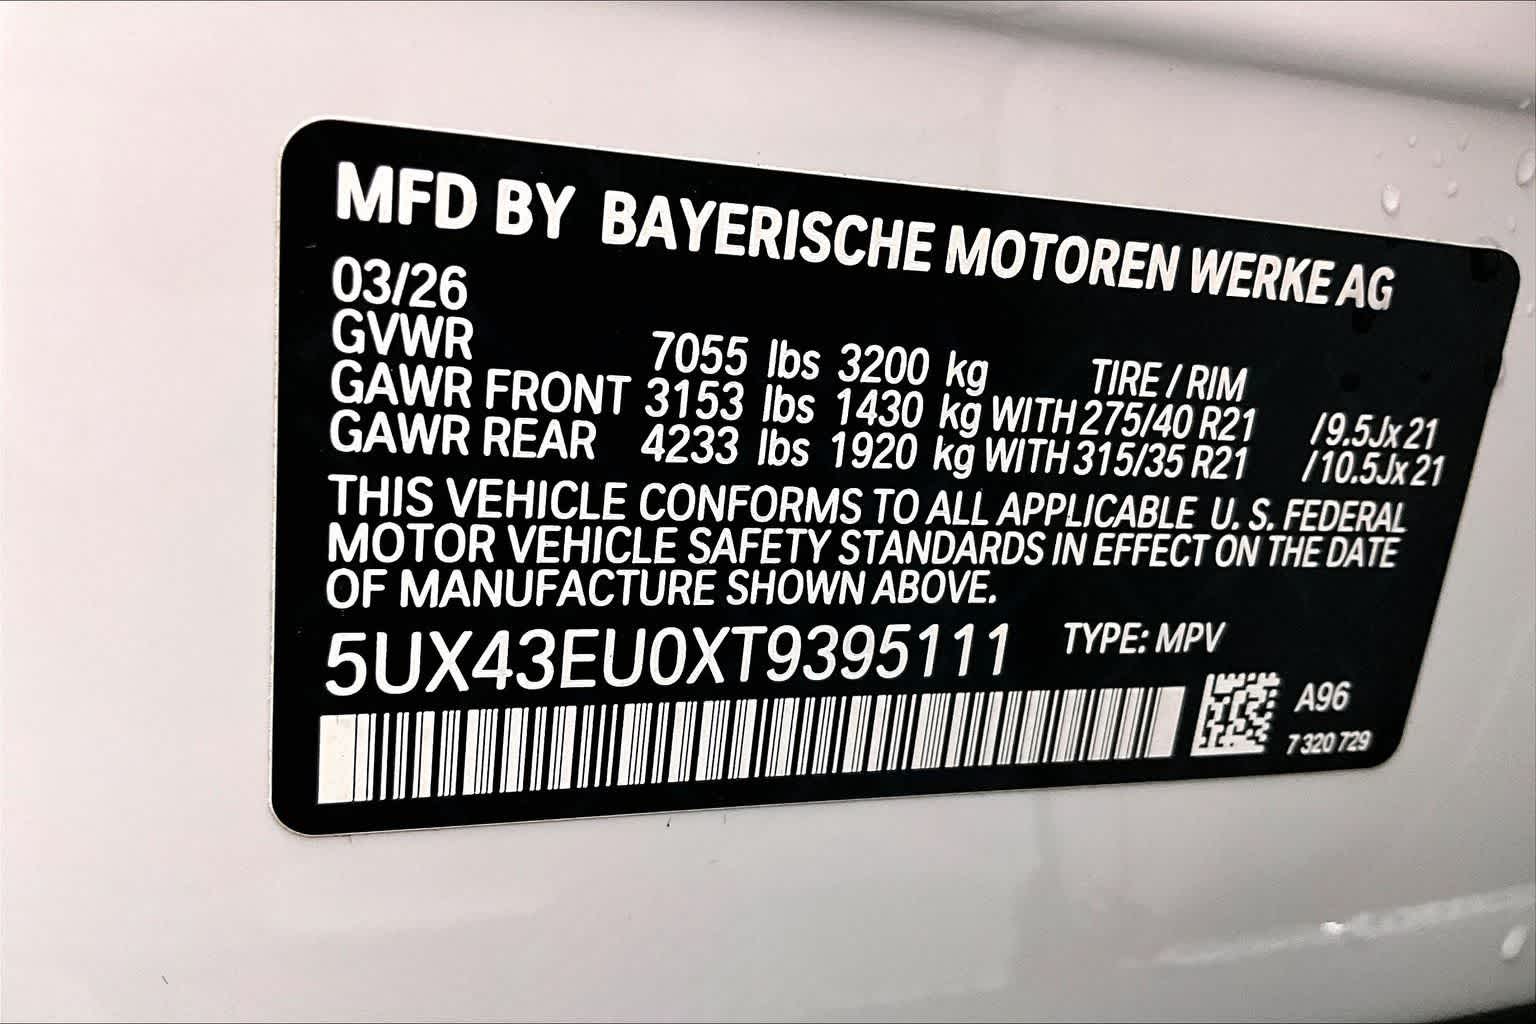 MFD BY BAYERISCHE MOTOREN WERKE AG
03/26
GVWR 7055 lbs 3200 kg TIRE / RIM
GAWR FRONT 3153 lbs 1430 kg WITH 275/40 R21 /9.5Jx21
GAWR REAR 4233 lbs 1920 kg WITH 315/35 R21 /10.5Jx21
THIS VEHICLE CONFORMS TO ALL APPLICABLE U. S. FEDERAL
MOTOR VEHICLE SAFETY STANDARDS IN EFFECT ON THE DATE
OF MANUFACTURE SHOWN ABOVE.
5UX43EU0XT9395111 TYPE: MPV
A96
7 320 729